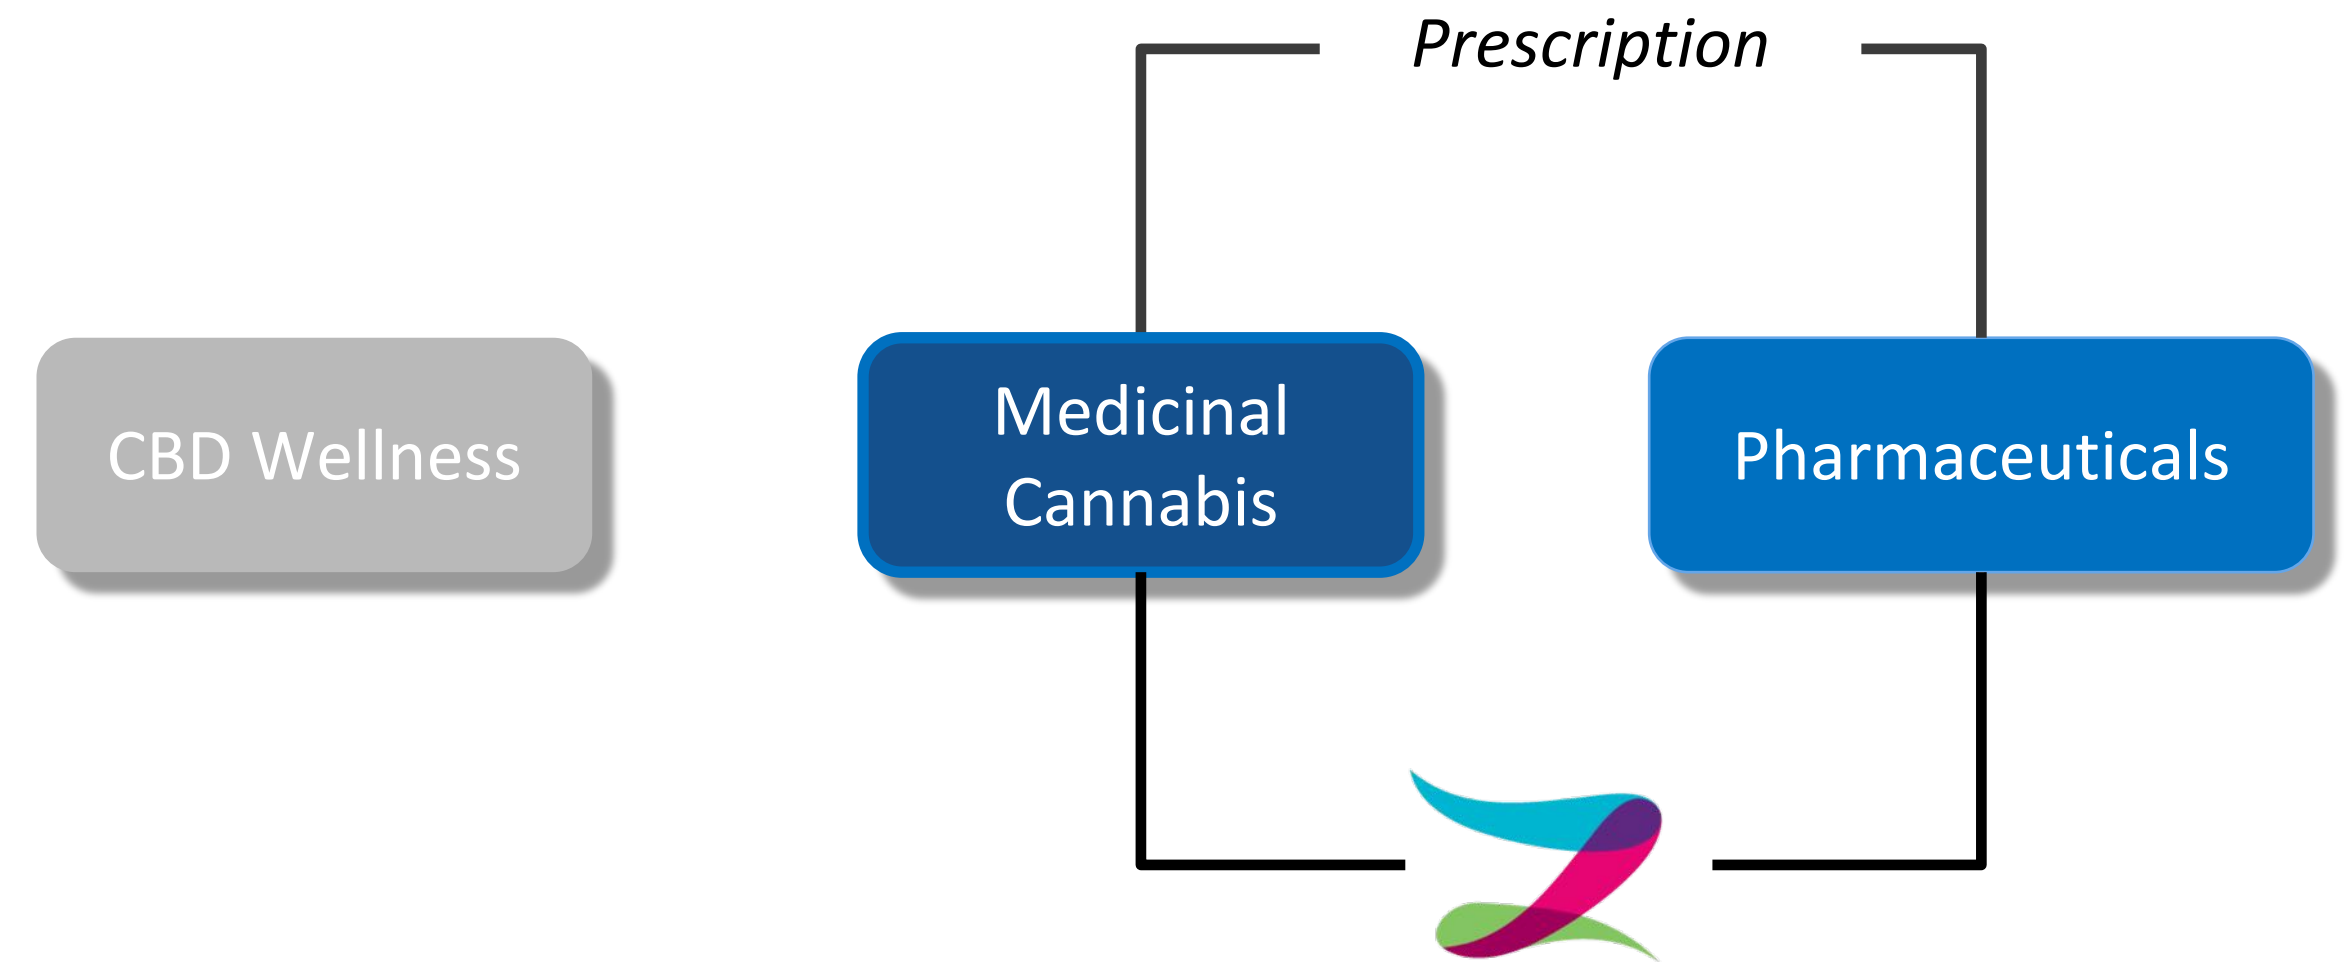 Prescription
CBD Wellness
Medicinal
Cannabis
Pharmaceuticals